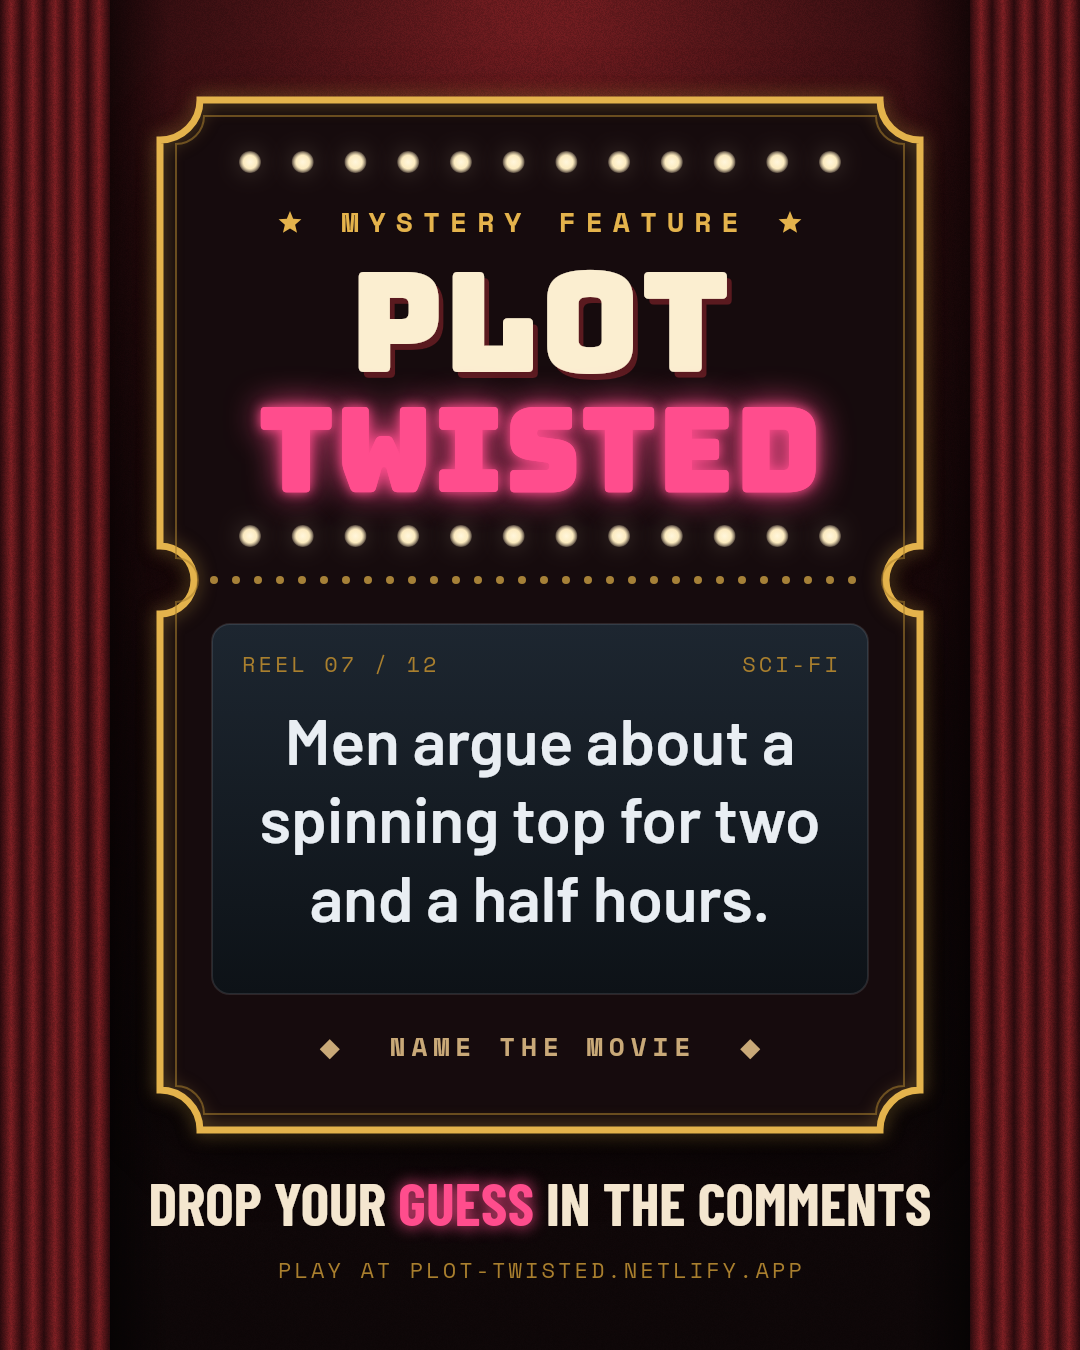 ★ MYSTERY FEATURE ★
PLOT
TWISTED
REEL 07 / 12
SCI-FI
Men argue about a
spinning top for two
and a half hours.
◆ NAME THE MOVIE ◆
DROP YOUR GUESS IN THE COMMENTS
PLAY AT PLOT-TWISTED.NETLIFY.APP